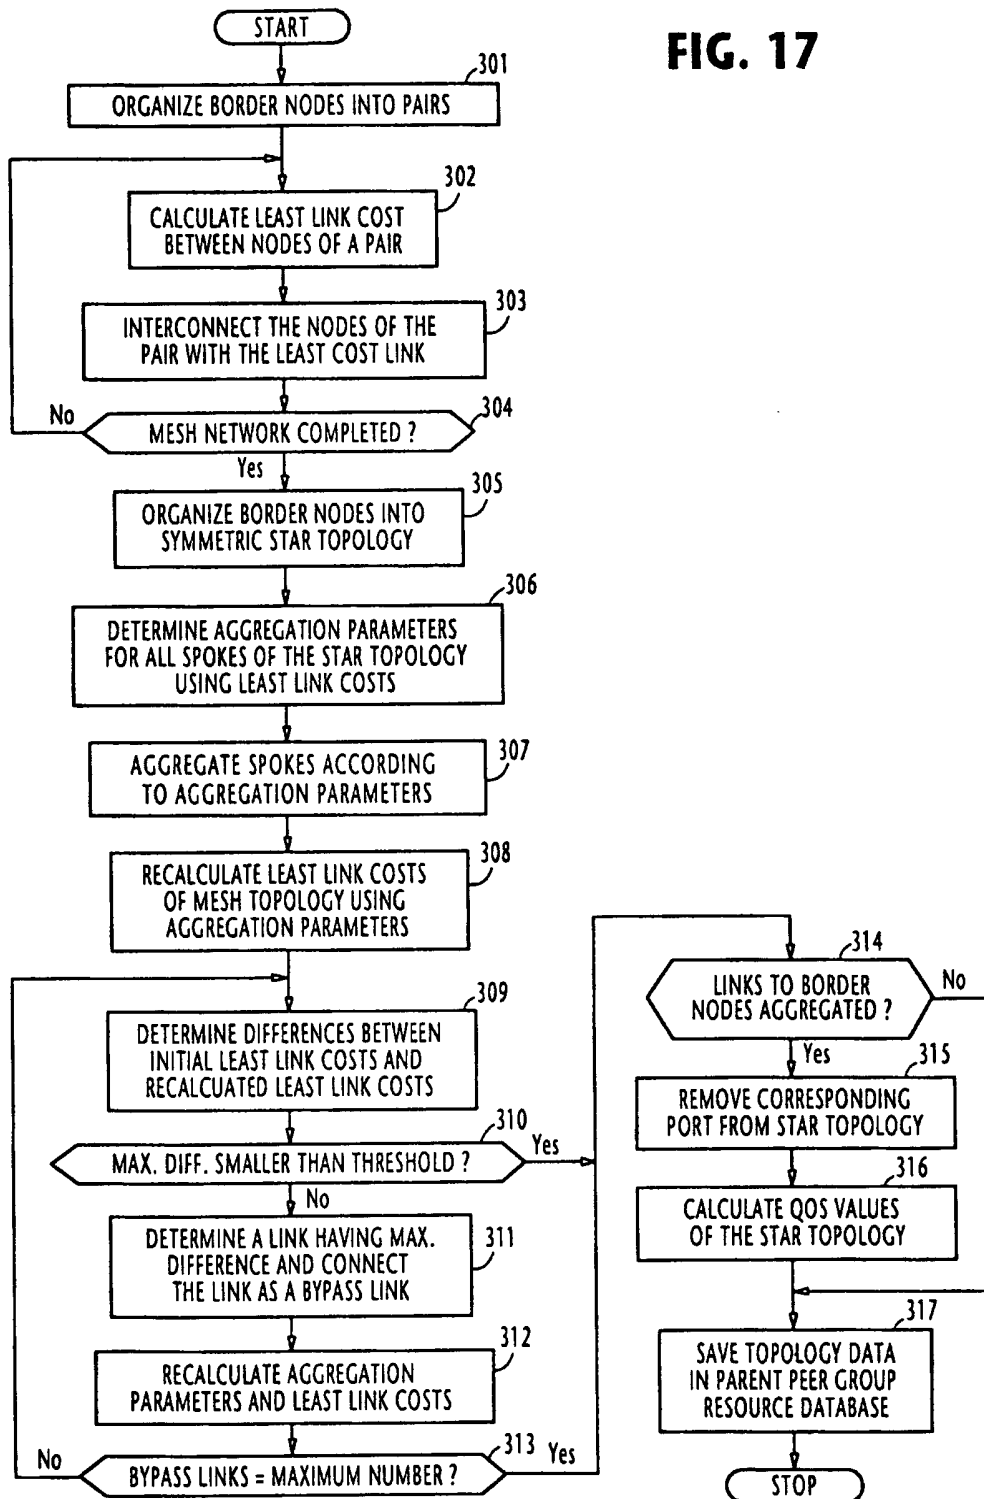 START
FIG. 17
301
ORGANIZE BORDER NODES INTO PAIRS
302
CALCULATE LEAST LINK COST
BETWEEN NODES OF A PAIR
303
INTERCONNECT THE NODES OF THE
PAIR WITH THE LEAST COST LINK
No
304
MESH NETWORK COMPLETED ?
Yes
305
ORGANIZE BORDER NODES INTO
SYMMETRIC STAR TOPOLOGY
306
DETERMINE AGGREGATION PARAMETERS
FOR ALL SPOKES OF THE STAR TOPOLOGY
USING LEAST LINK COSTS
307
AGGREGATE SPOKES ACCORDING
TO AGGREGATION PARAMETERS
308
RECALCULATE LEAST LINK COSTS
OF MESH TOPOLOGY USING
AGGREGATION PARAMETERS
309
DETERMINE DIFFERENCES BETWEEN
INITIAL LEAST LINK COSTS AND
RECALCUATED LEAST LINK COSTS
310
MAX. DIFF. SMALLER THAN THRESHOLD ?
Yes
No
311
DETERMINE A LINK HAVING MAX.
DIFFERENCE AND CONNECT
THE LINK AS A BYPASS LINK
312
RECALCULATE AGGREGATION
PARAMETERS AND LEAST LINK COSTS
No
313
Yes
BYPASS LINKS = MAXIMUM NUMBER ?
314
LINKS TO BORDER
NODES AGGREGATED ?
No
Yes
315
REMOVE CORRESPONDING
PORT FROM STAR TOPOLOGY
316
CALCULATE QOS VALUES
OF THE STAR TOPOLOGY
317
SAVE TOPOLOGY DATA
IN PARENT PEER GROUP
RESOURCE DATABASE
STOP